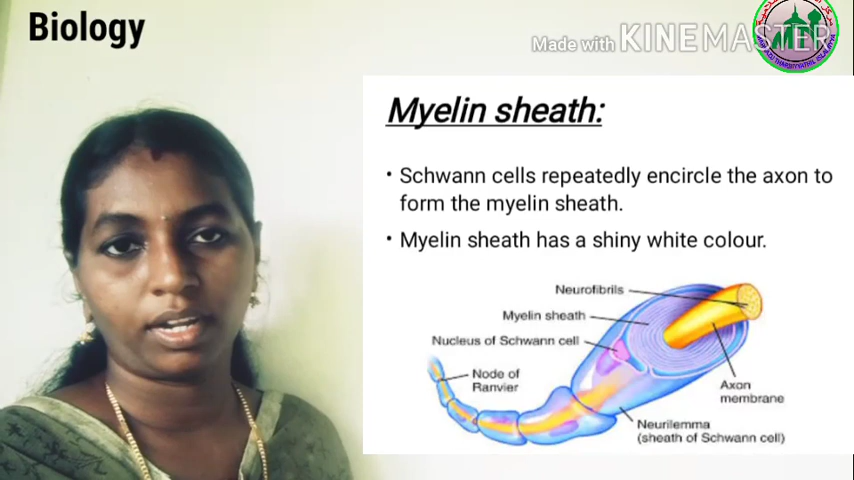 Biology
Made with KINEMASTER
Myelin sheath:
• Schwann cells repeatedly encircle the axon to
form the myelin sheath.
• Myelin sheath has a shiny white colour.
Neurofibrils
Myelin sheath
Nucleus of Schwann cell
Node of
Ranvier
Axon
membrane
Neurilemma
(sheath of Schwann cell)